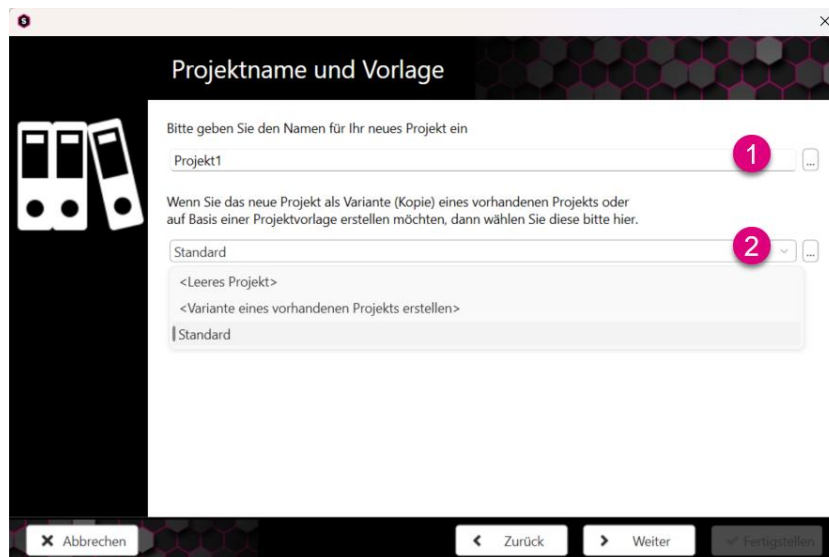 S
Projektname und Vorlage
Bitte geben Sie den Namen für Ihr neues Projekt ein
Projekt1
1
...
Wenn Sie das neue Projekt als Variante (Kopie) eines vorhandenen Projekts oder
auf Basis einer Projektvorlage erstellen möchten, dann wählen Sie diese bitte hier.
Standard
2
...
<Leeres Projekt>
<Variante eines vorhandenen Projekts erstellen>
Standard
Abbrechen
Zurück
Weiter
Fertigstellen